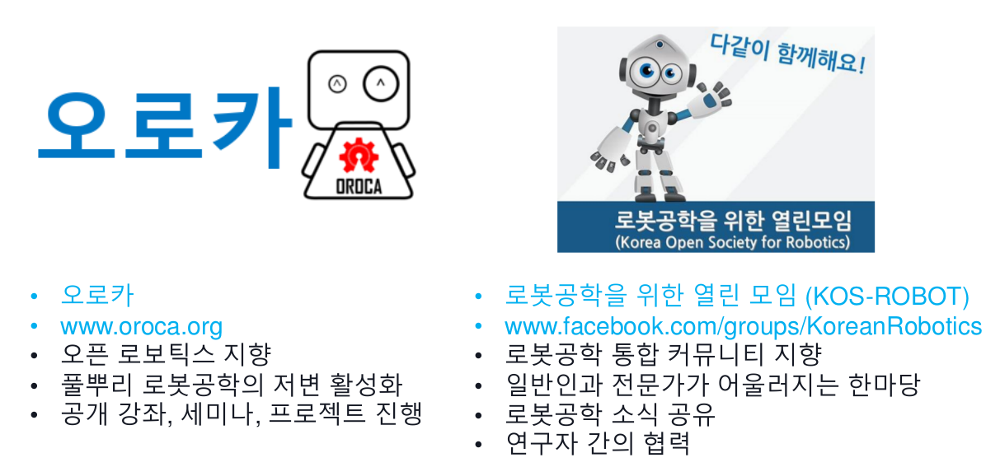 오로카
OROCA
• 오로카
• www.oroca.org
• 오픈 로보틱스 지향
• 풀뿌리 로봇공학의 저변 활성화
• 공개 강좌, 세미나, 프로젝트 진행
다같이 함께해요!
로봇공학을 위한 열린모임
(Korea Open Society for Robotics)
• 로봇공학을 위한 열린 모임 (KOS-ROBOT)
• www.facebook.com/groups/KoreanRobotics
• 로봇공학 통합 커뮤니티 지향
• 일반인과 전문가가 어울러지는 한마당
• 로봇공학 소식 공유
• 연구자 간의 협력